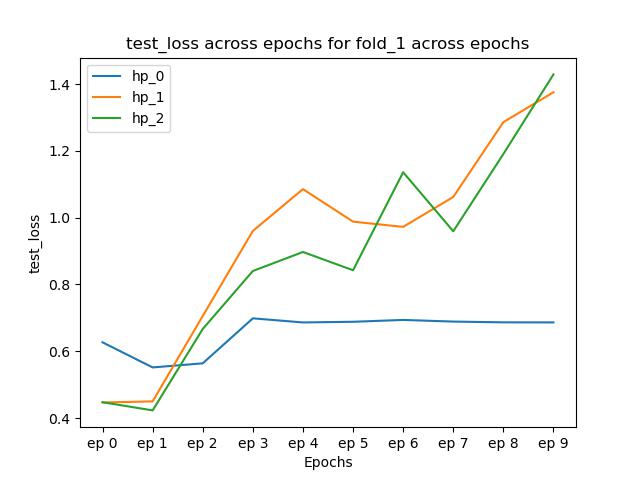 test_loss across epochs for fold_1 across epochs
hp_0
hp_1
hp_2
1.4
1.2
1.0
0.8
0.6
0.4
test_loss
ep 0 ep 1 ep 2 ep 3 ep 4 ep 5 ep 6 ep 7 ep 8 ep 9
Epochs